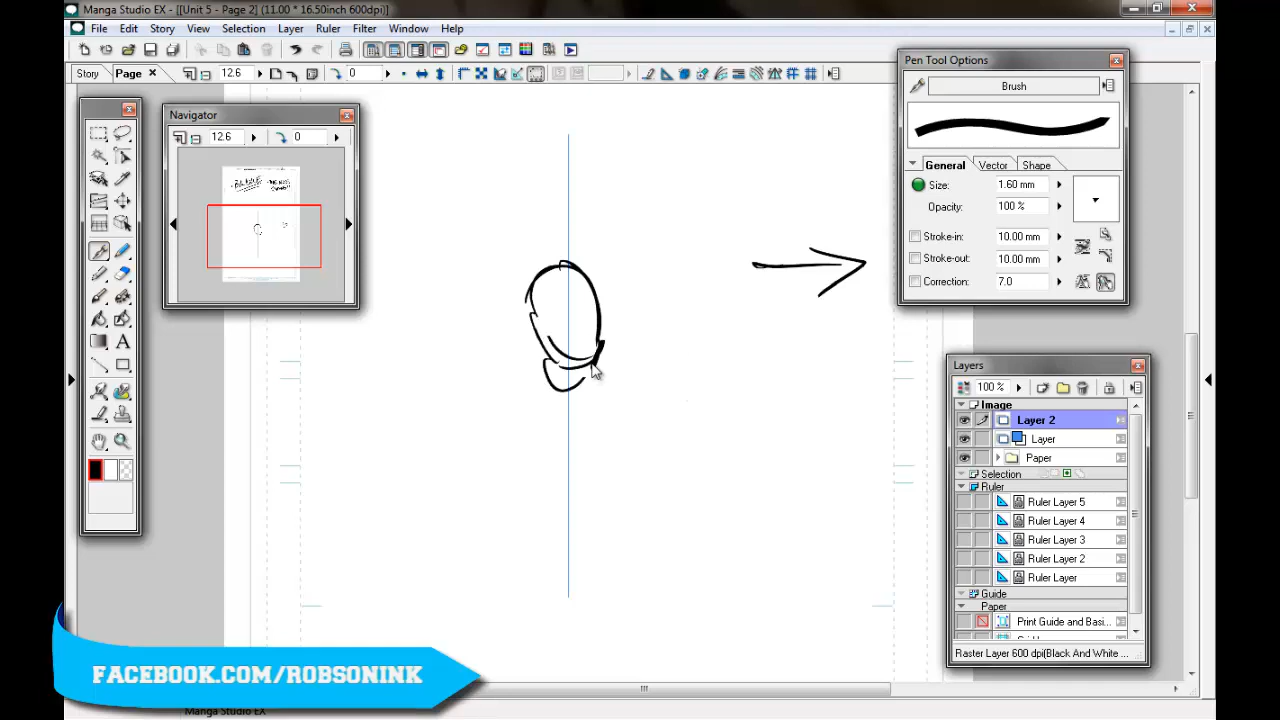 Manga Studio EX - [[Unit 5 - Page 2] (11.00 * 16.50inch 600dpi)]
File Edit Story View Selection Layer Ruler Filter Window Help
Story Page 12.6 0
Navigator
12.6 0
Pen Tool Options
Brush
General Vector Shape
Size: 1.60 mm
Opacity: 100 %
Stroke-in: 10.00 mm
Stroke-out: 10.00 mm
Correction: 7.0
Layers
100 %
Image
Layer 2
Layer
Paper
Selection
Ruler
Ruler Layer 5
Ruler Layer 4
Ruler Layer 3
Ruler Layer 2
Ruler Layer
Guide
Paper
Print Guide and Basi...
Raster Layer 600 dpi(Black And White ...
FACEBOOK.COM/ROBSONINK
Manga Studio EX